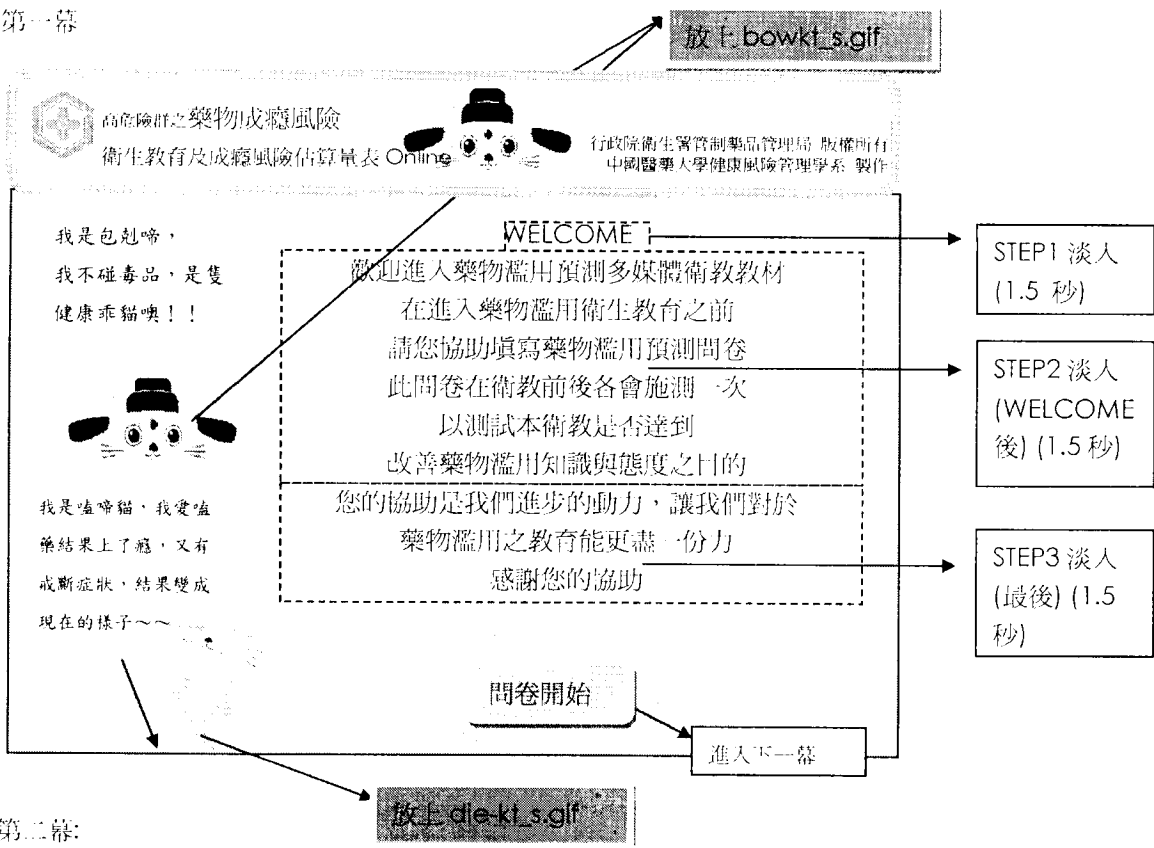 第一幕
放上 bowkt_s.gif
高危險群之藥物成癮風險
衛生教育及成癮風險估算量表 Online
行政院衛生署管制藥品管理局 版權所有
中國醫藥大學健康風險管理學系 製作
我是包剋啼，
我不碰毒品，是隻
健康乖貓噢！！
WELCOME
歡迎進入藥物濫用預測多媒體衛教教材
在進入藥物濫用衛生教育之前
請您協助填寫藥物濫用預測問卷
此問卷在衛教前後各會施測一次
以測試本衛教是否達到
改善藥物濫用知識與態度之目的
您的協助是我們進步的動力，讓我們對於
藥物濫用之教育能更盡一份力
感謝您的協助
STEP1 淡入
(1.5 秒)
STEP2 淡入
(WELCOME
後) (1.5 秒)
STEP3 淡入
(最後) (1.5
秒)
我是嗑啼貓，我愛嗑
藥結果上了癮，又有
戒斷症狀，結果變成
現在的樣子～～
問卷開始
進入下一幕
放上 die-kt_s.gif
第二幕: